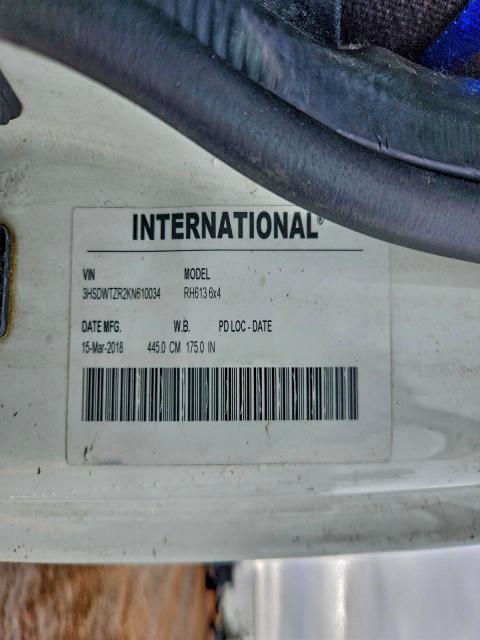 INTERNATIONAL®
VIN MODEL
3HSDWTZR2KN610034 RH613 6x4
DATE MFG. W.B. PD LOC - DATE
15-Mar-2018 445.0 CM 175.0 IN